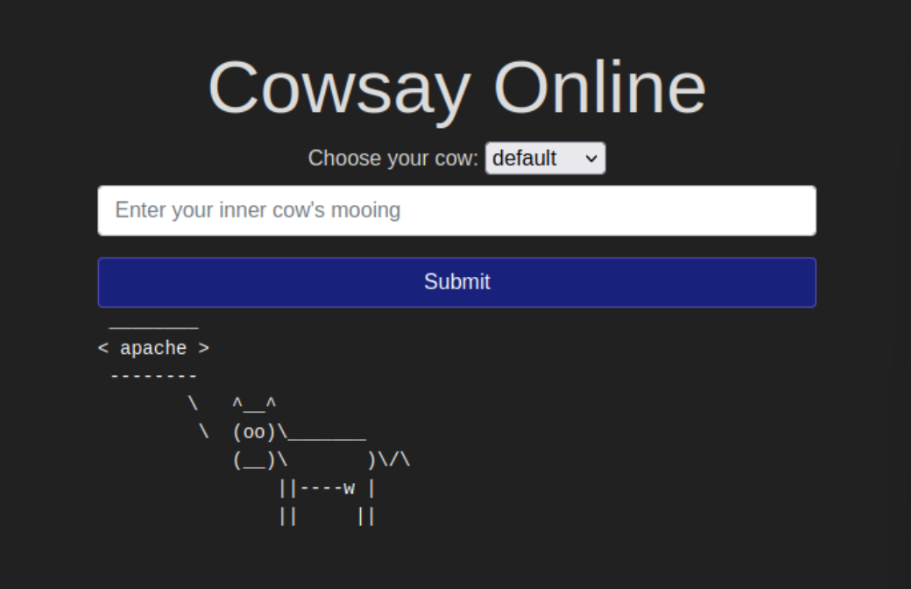 Cowsay Online
Choose your cow: default
Enter your inner cow's mooing
Submit
 ________
< apache >
 --------
        \   ^__^
         \  (oo)\_______
            (__)\       )\/\
                ||----w |
                ||     ||